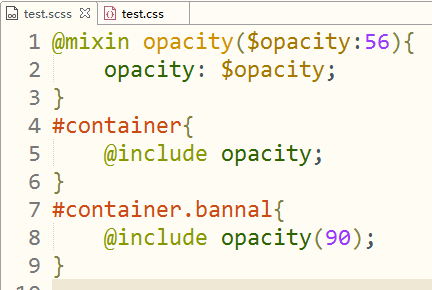 test.scss test.css
1 @mixin opacity($opacity:56){
2 opacity: $opacity;
3 }
4 #container{
5 @include opacity;
6 }
7 #container.bannal{
8 @include opacity(90);
9 }